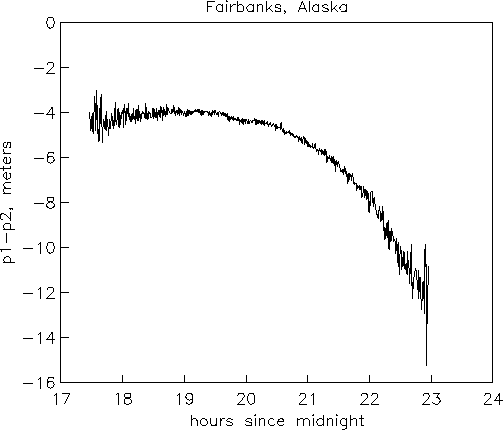 Fairbanks, Alaska
0
-2
-4
-6
-8
-10
-12
-14
-16
p1-p2, meters
17 18 19 20 21 22 23 24
hours since midnight